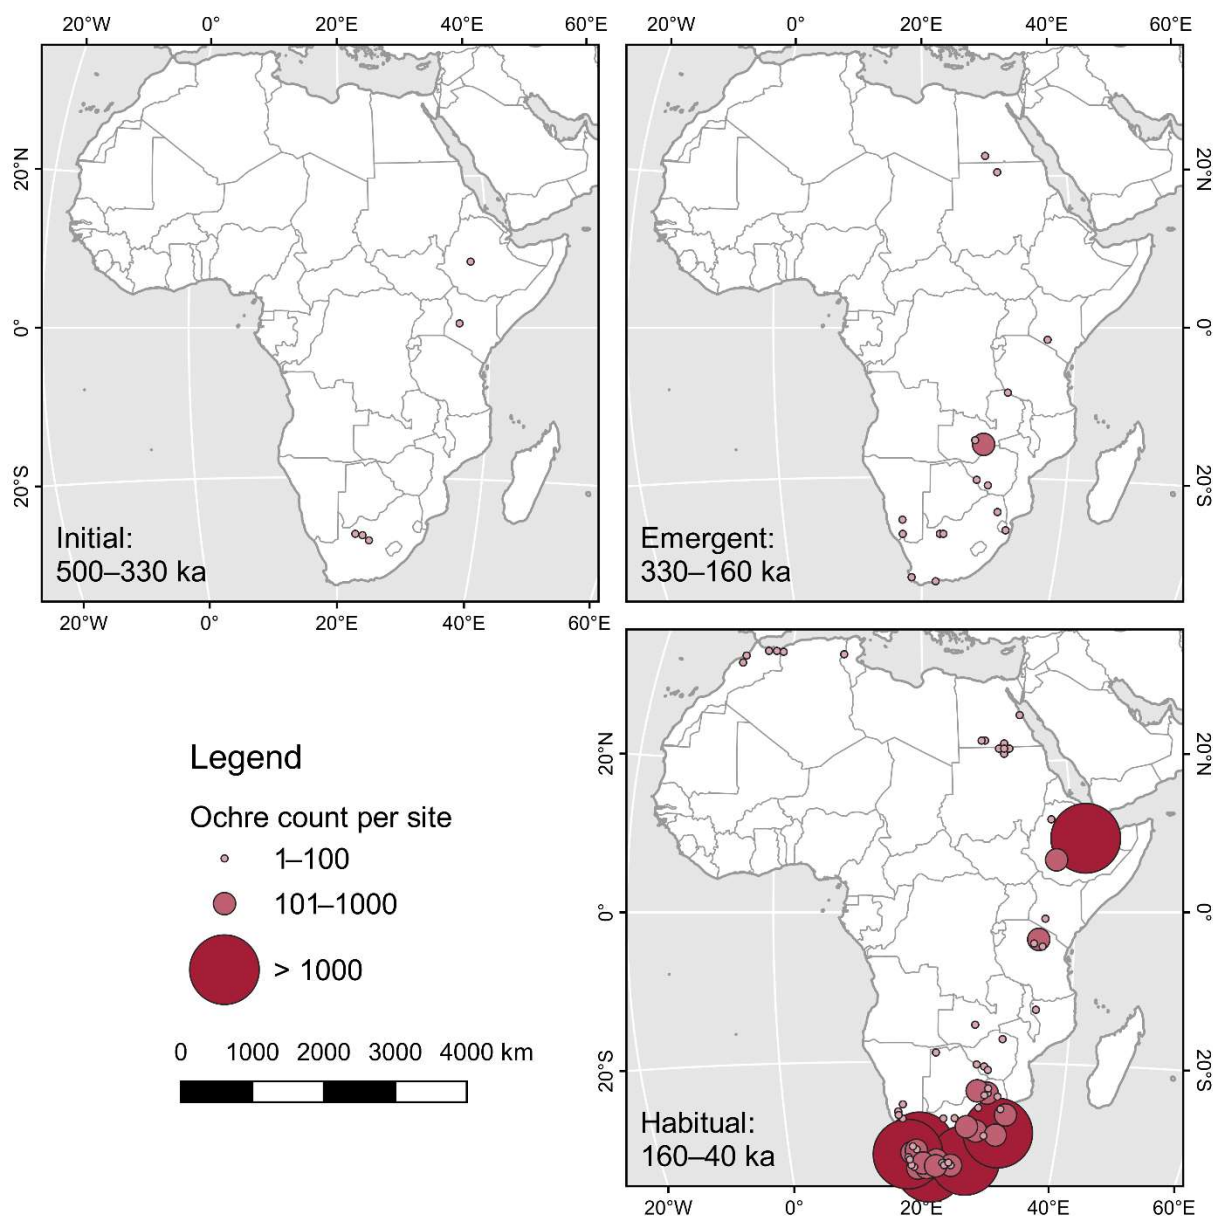 20°W 0° 20°E 40°E 60°E
20°W 0° 20°E 40°E 60°E
20°N
0°
20°S
Initial:
500–330 ka
20°W 0° 20°E 40°E 60°E
20°N
0°
20°S
Emergent:
330–160 ka
Legend
Ochre count per site
1–100
101–1000
> 1000
0 1000 2000 3000 4000 km
20°N
0°
20°S
20°N
0°
20°S
Habitual:
160–40 ka
20°W 0° 20°E 40°E 60°E